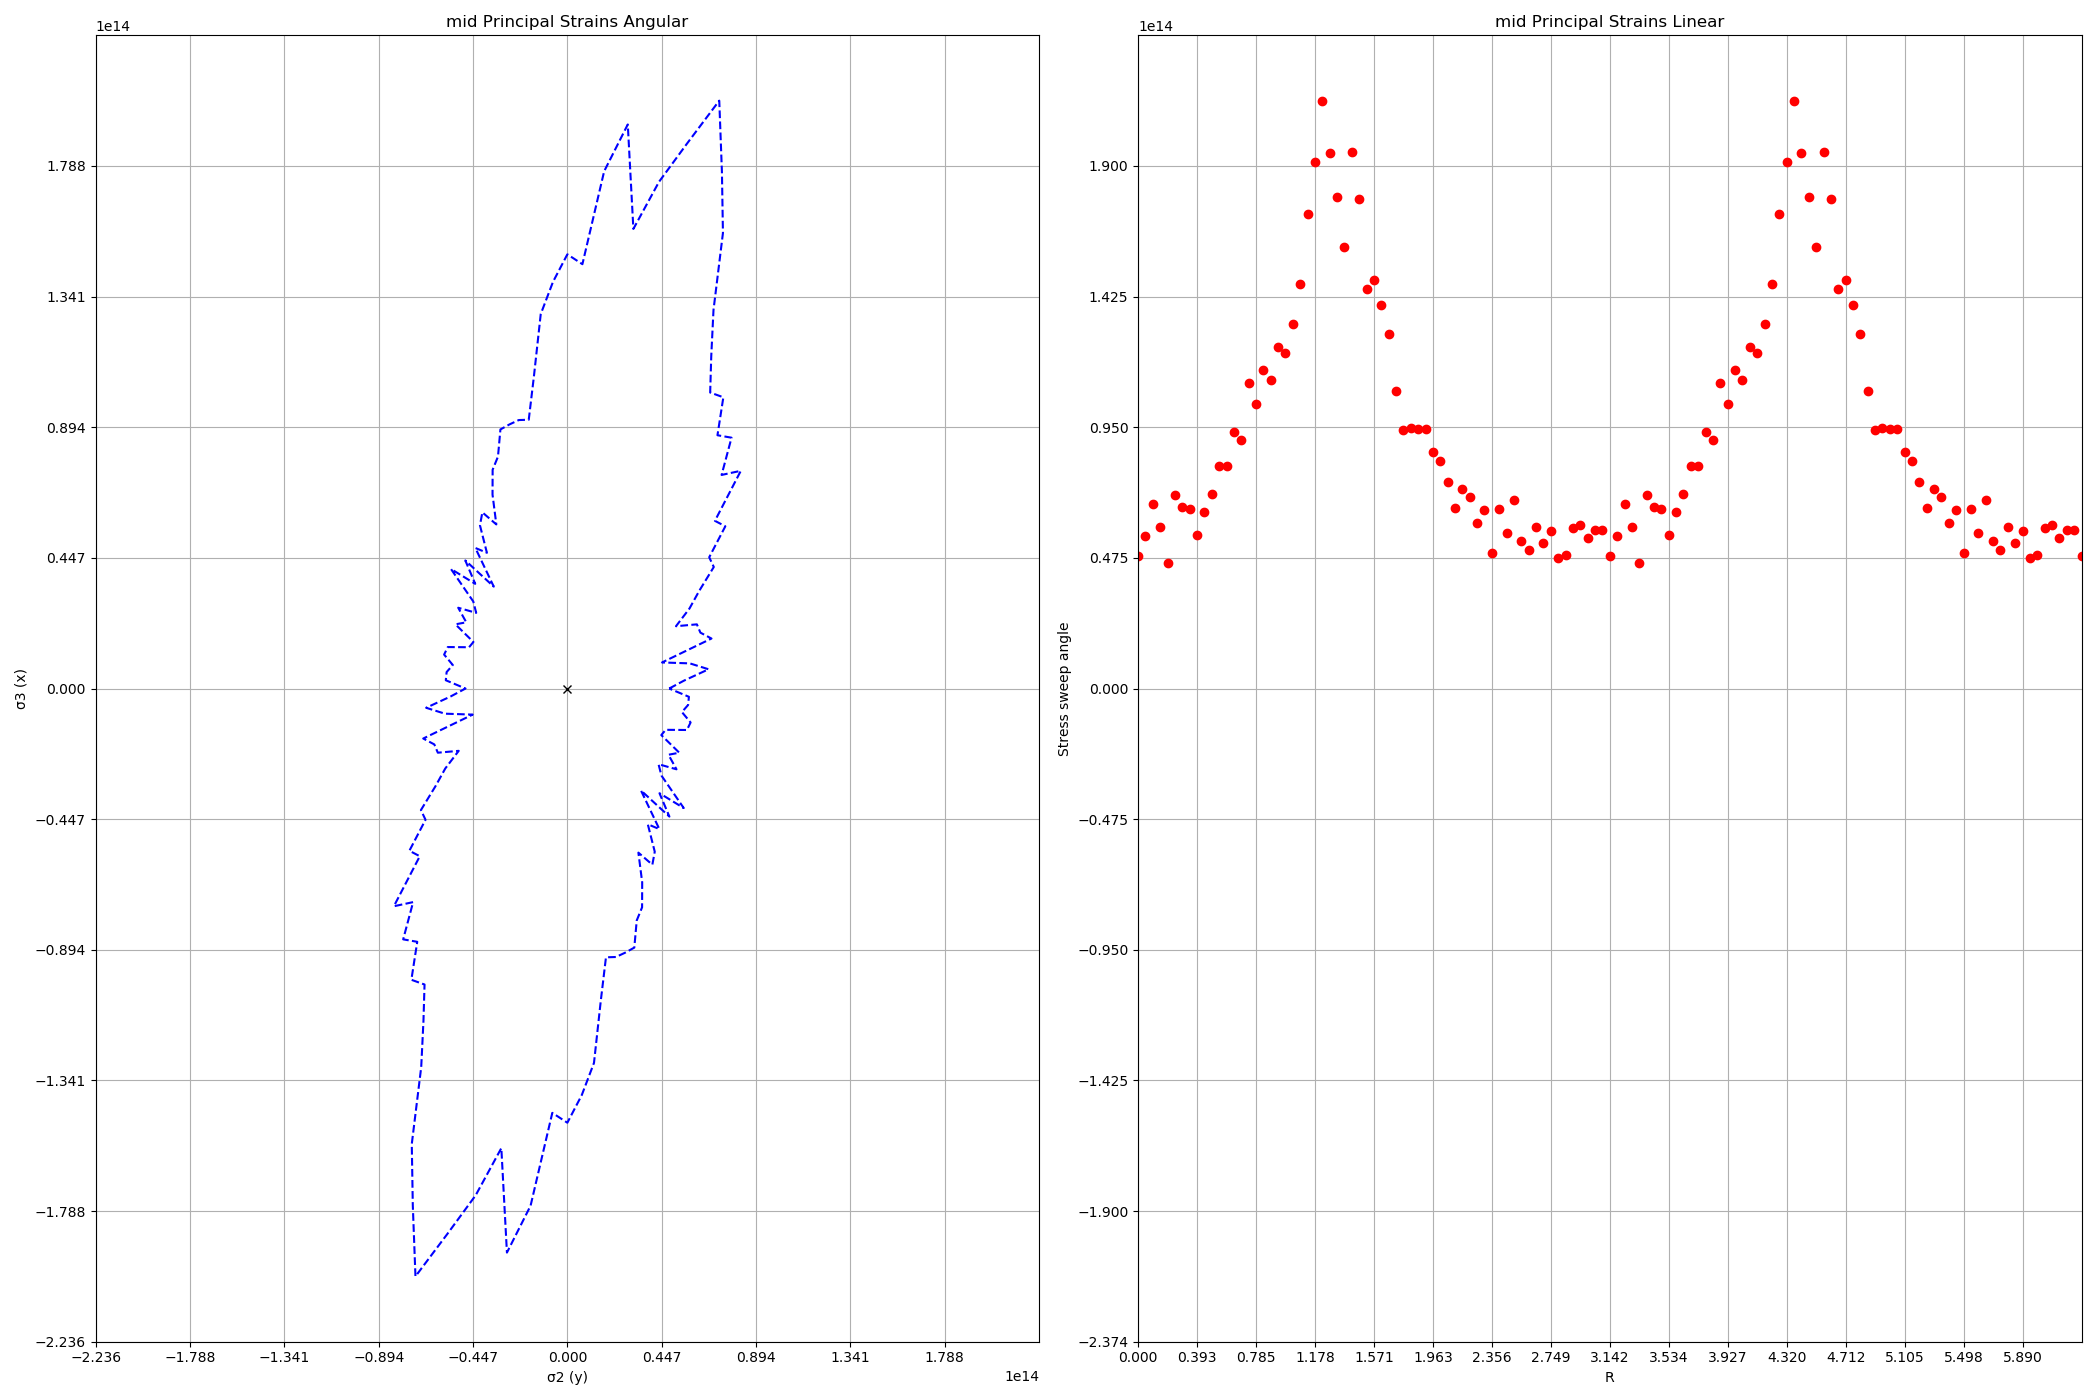 mid Principal Strains Angular
1e14
1.788
1.341
0.894
0.447
0.000
−0.447
−0.894
−1.341
−1.788
−2.236
σ3 (x)
−2.236 −1.788 −1.341 −0.894 −0.447 0.000 0.447 0.894 1.341 1.788
1e14
σ2 (y)
mid Principal Strains Linear
1e14
1.900
1.425
0.950
0.475
0.000
−0.475
−0.950
−1.425
−1.900
−2.374
Stress sweep angle
0.000 0.393 0.785 1.178 1.571 1.963 2.356 2.749 3.142 3.534 3.927 4.320 4.712 5.105 5.498 5.890
R